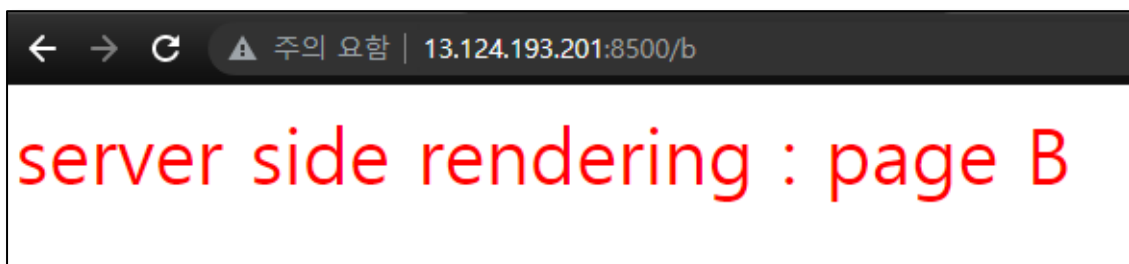 주의 요함 | 13.124.193.201:8500/b
server side rendering : page B